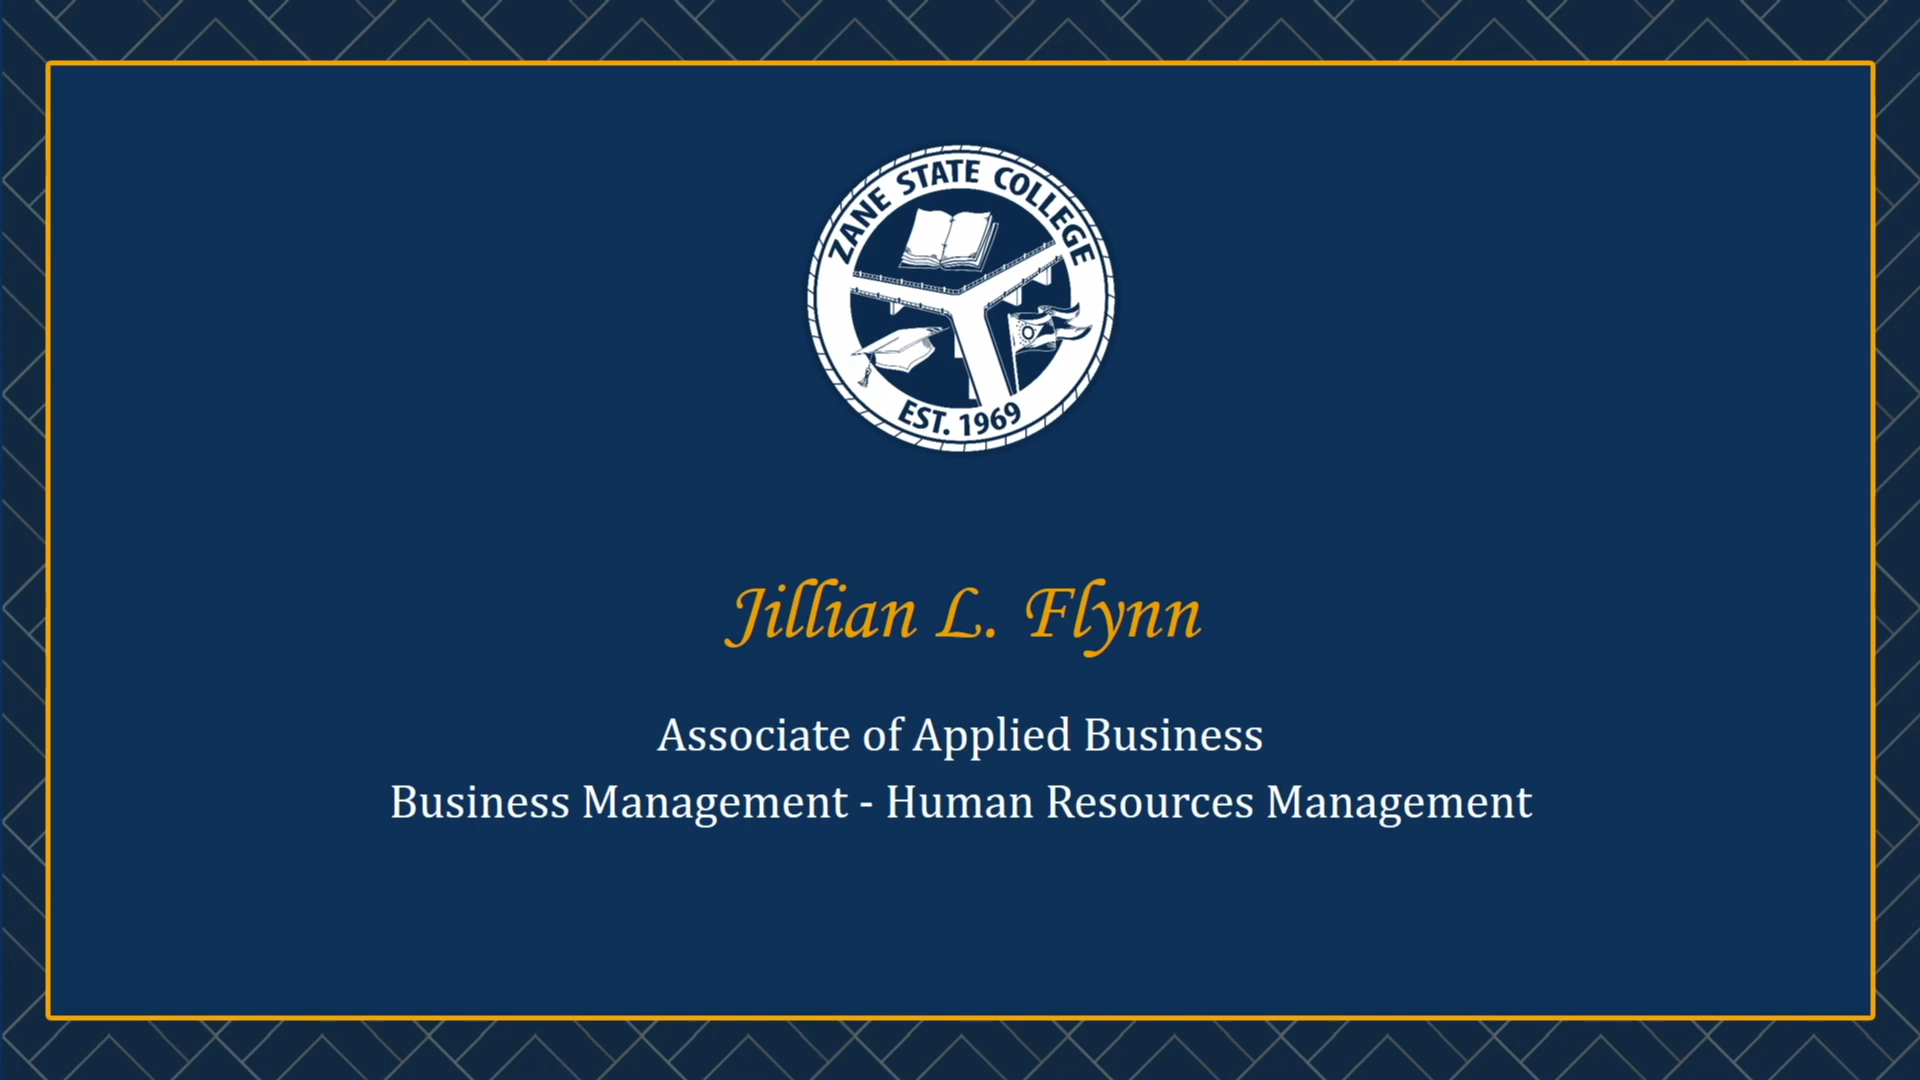 ZANE STATE COLLEGE
EST. 1969
Jillian L. Flynn
Associate of Applied Business
Business Management - Human Resources Management